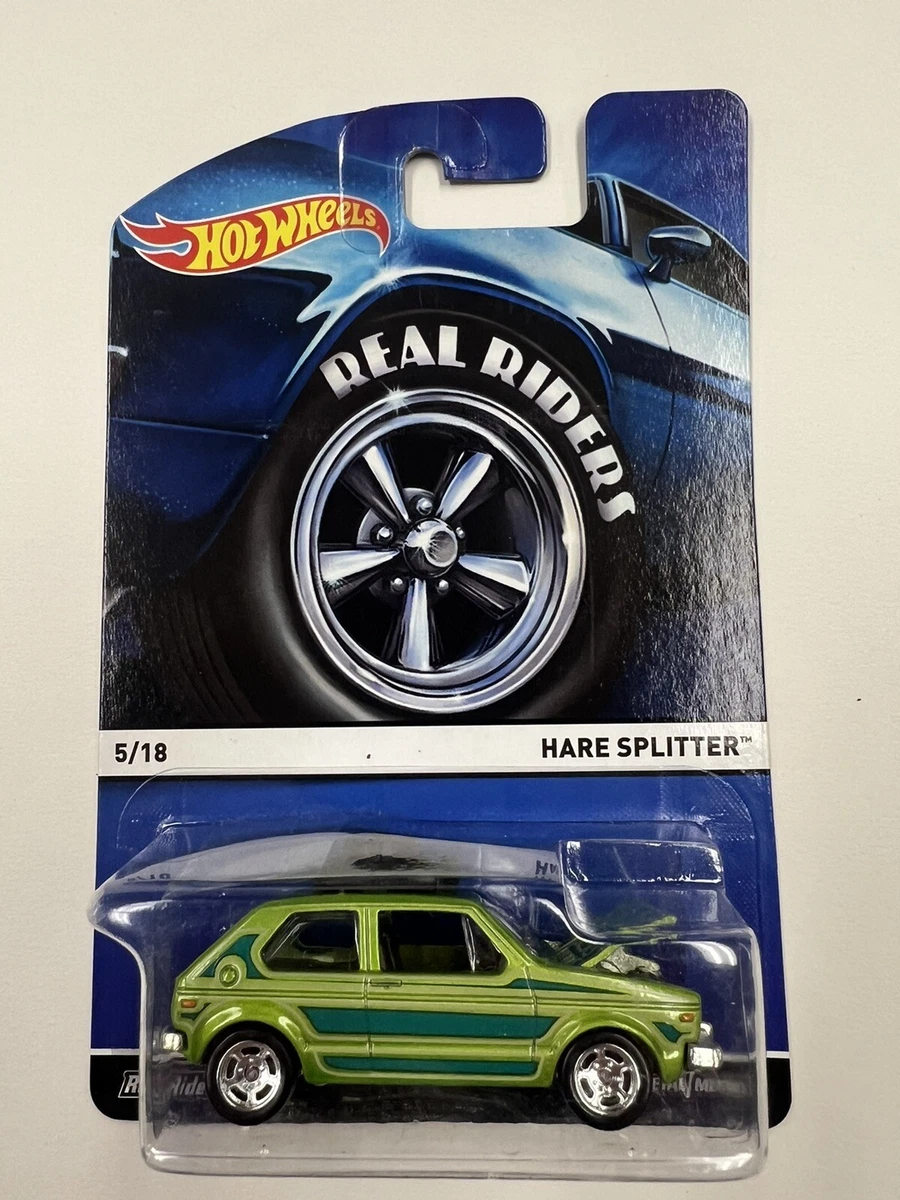 HOT WHEELS
REAL RIDERS
5/18
HARE SPLITTER™